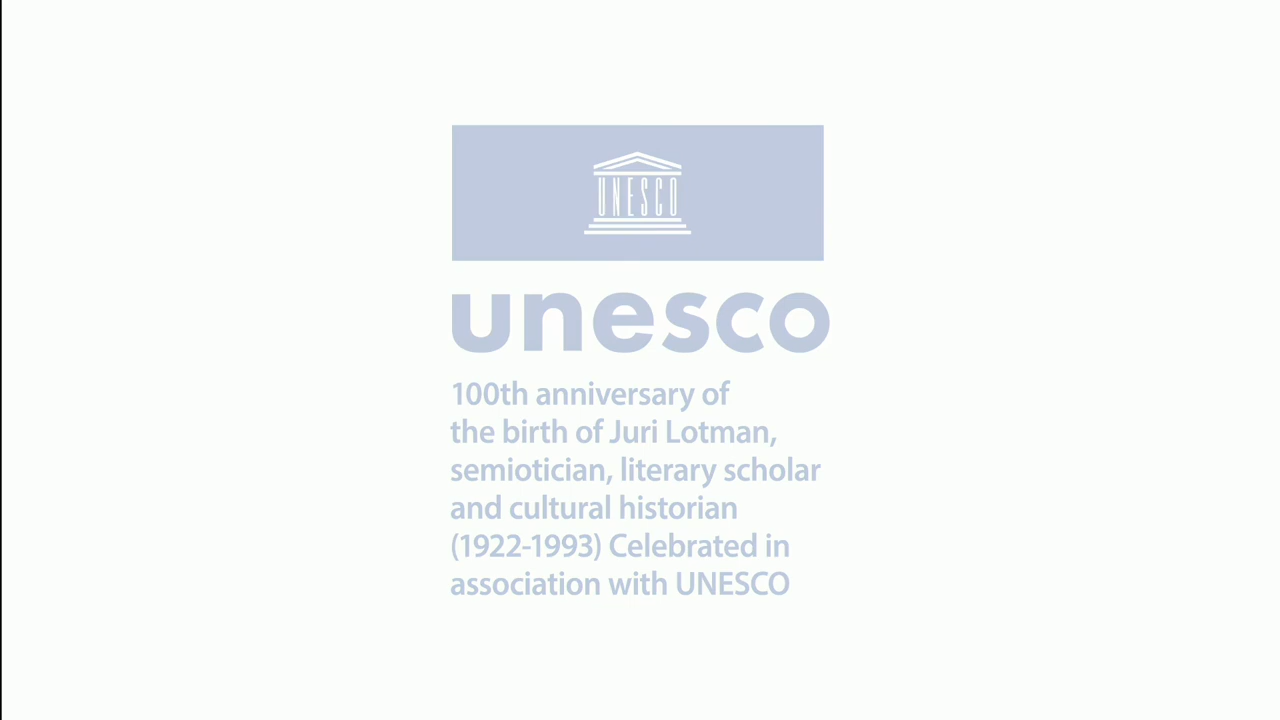 UNESCO
unesco
100th anniversary of
the birth of Juri Lotman,
semiotician, literary scholar
and cultural historian
(1922-1993) Celebrated in
association with UNESCO